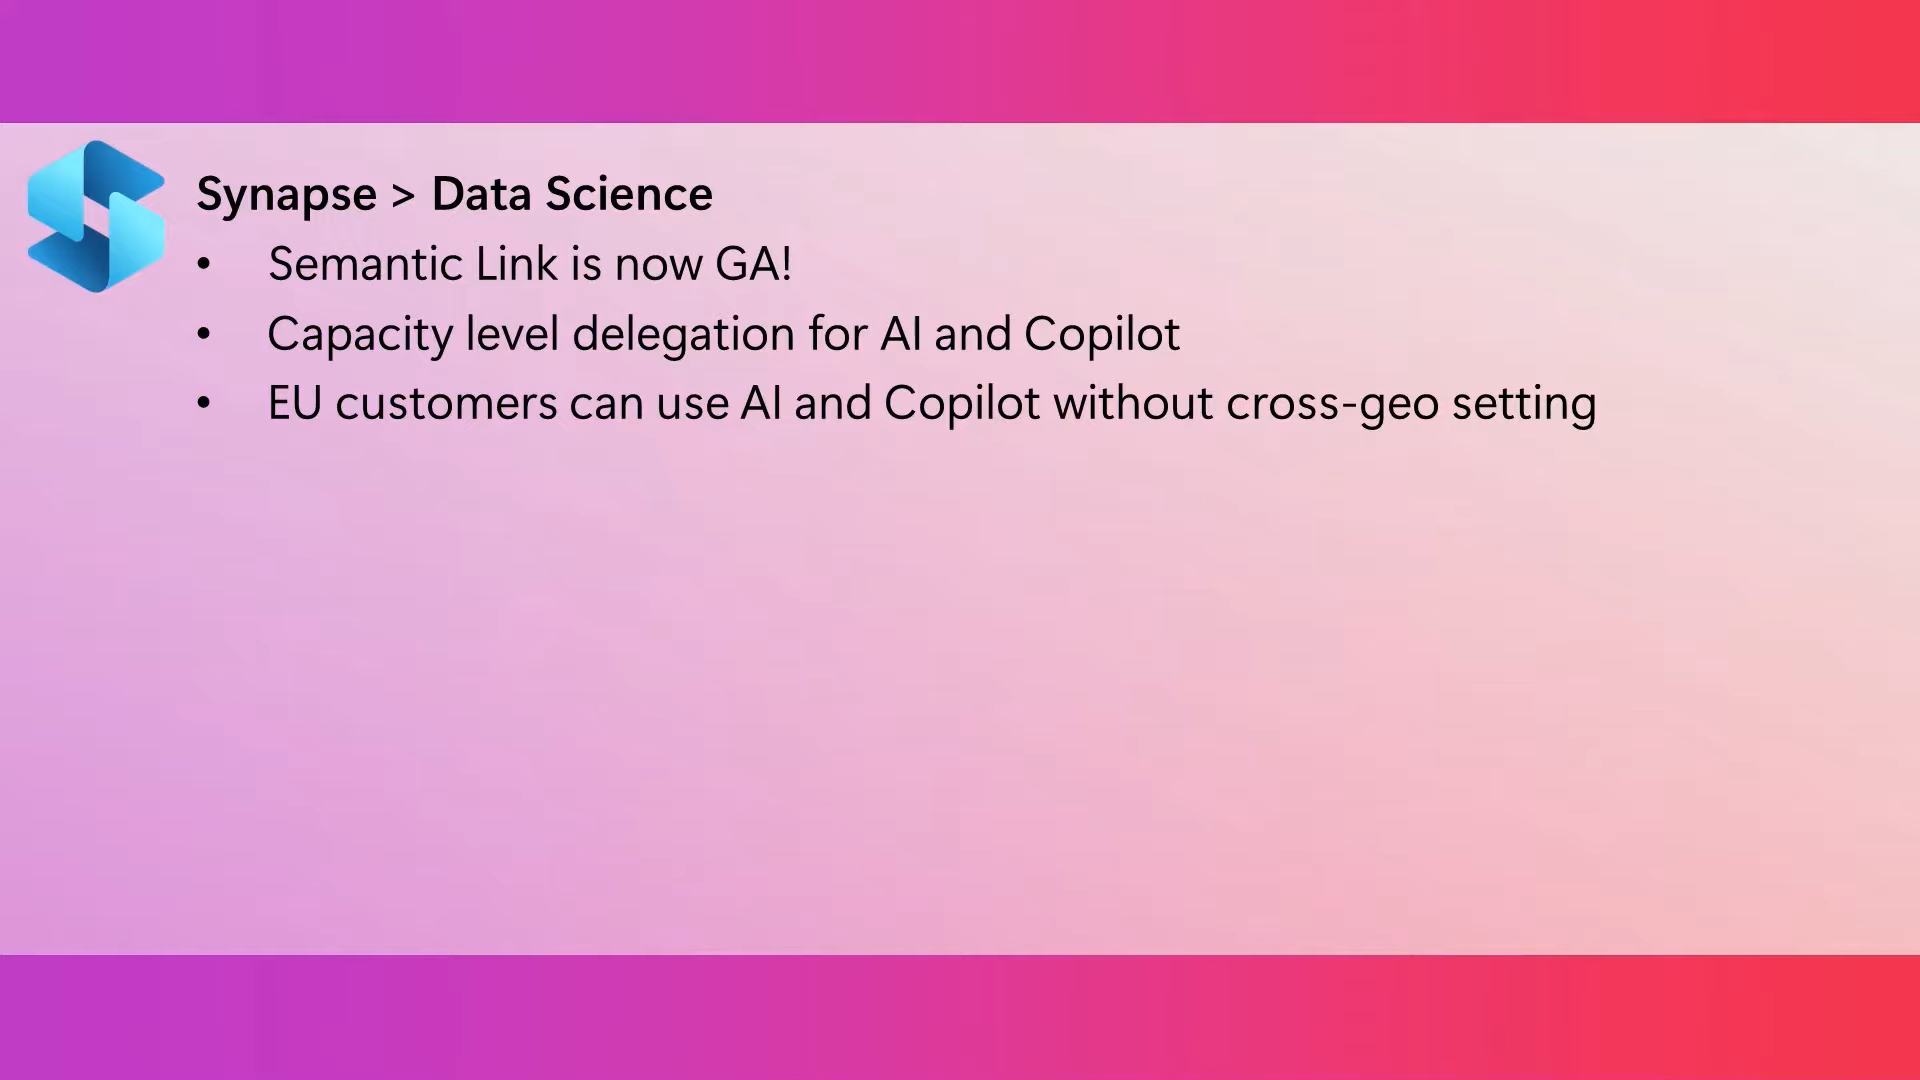 Synapse > Data Science
• Semantic Link is now GA!
• Capacity level delegation for AI and Copilot
• EU customers can use AI and Copilot without cross-geo setting